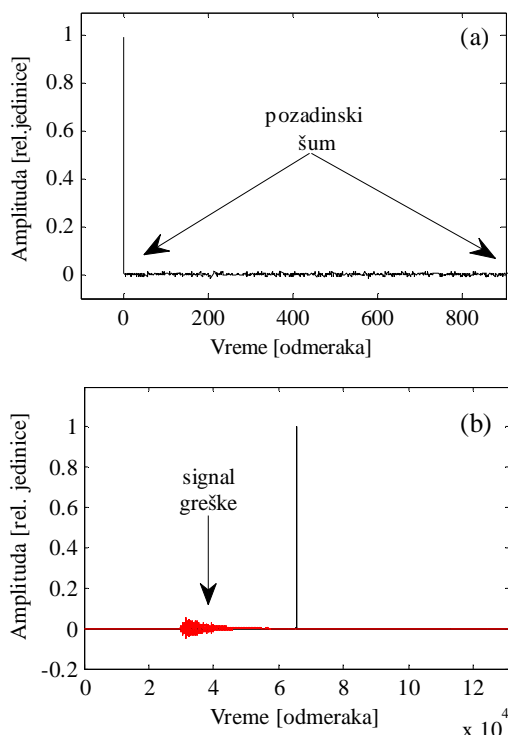 (a)
1
0.8
0.6
0.4
0.2
0
Amplituda [rel.jedinice]
pozadinski
šum
0 200 400 600 800
Vreme [odmeraka]
(b)
1
0.8
0.6
0.4
0.2
0
-0.2
Amplituda [rel. jedinice]
signal
greške
0 2 4 6 8 10 12
x 10⁴
Vreme [odmeraka]